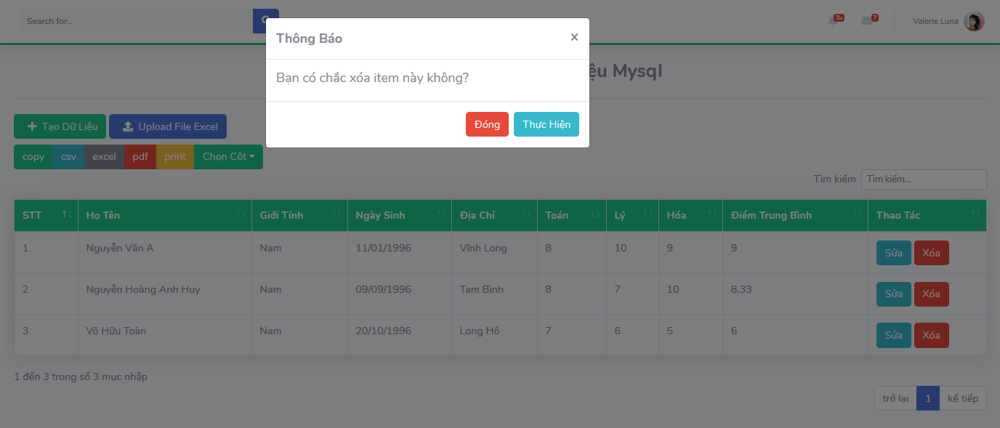 Search for...
3+
7
Valerie Luna
Thông Báo
×
Bạn có chắc xóa item này không?
Đóng Thực Hiện
ệu Mysql
Tạo Dữ Liệu Upload File Excel
copy csv excel pdf print Chọn Cột
Tìm kiếm Tìm kiếm...
STT Họ Tên Giới Tính Ngày Sinh Địa Chỉ Toán Lý Hóa Điểm Trung Bình Thao Tác
1 Nguyễn Văn A Nam 11/01/1996 Vĩnh Long 8 10 9 9 Sửa Xóa
2 Nguyễn Hoàng Anh Huy Nam 09/09/1996 Tam Bình 8 7 10 8.33 Sửa Xóa
3 Võ Hữu Toàn Nam 20/10/1996 Long Hồ 7 6 5 6 Sửa Xóa
1 đến 3 trong số 3 mục nhập
trở lại 1 kế tiếp